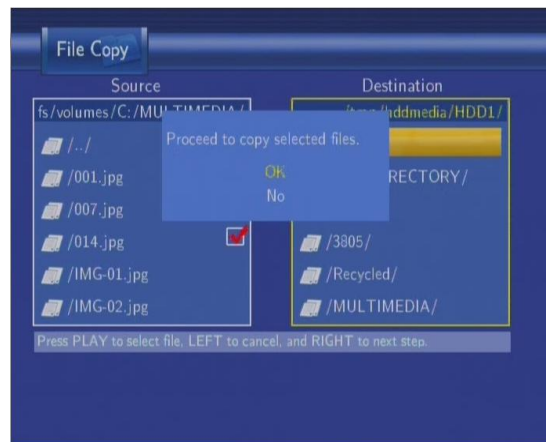 File Copy
Source
Destination
fs/volumes/C:/MULTIMEDIA/
/hddmedia/HDD1/
Proceed to copy selected files.
OK
No
/../
/001.jpg
/007.jpg
/014.jpg
/IMG-01.jpg
/IMG-02.jpg
RECTORY/
/3805/
/Recycled/
/MULTIMEDIA/
Press PLAY to select file, LEFT to cancel, and RIGHT to next step.